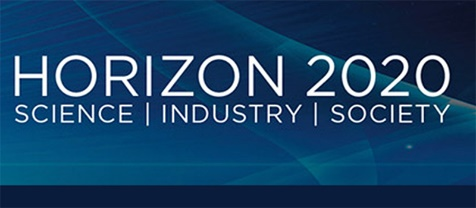 HORIZON 2020
SCIENCE | INDUSTRY | SOCIETY